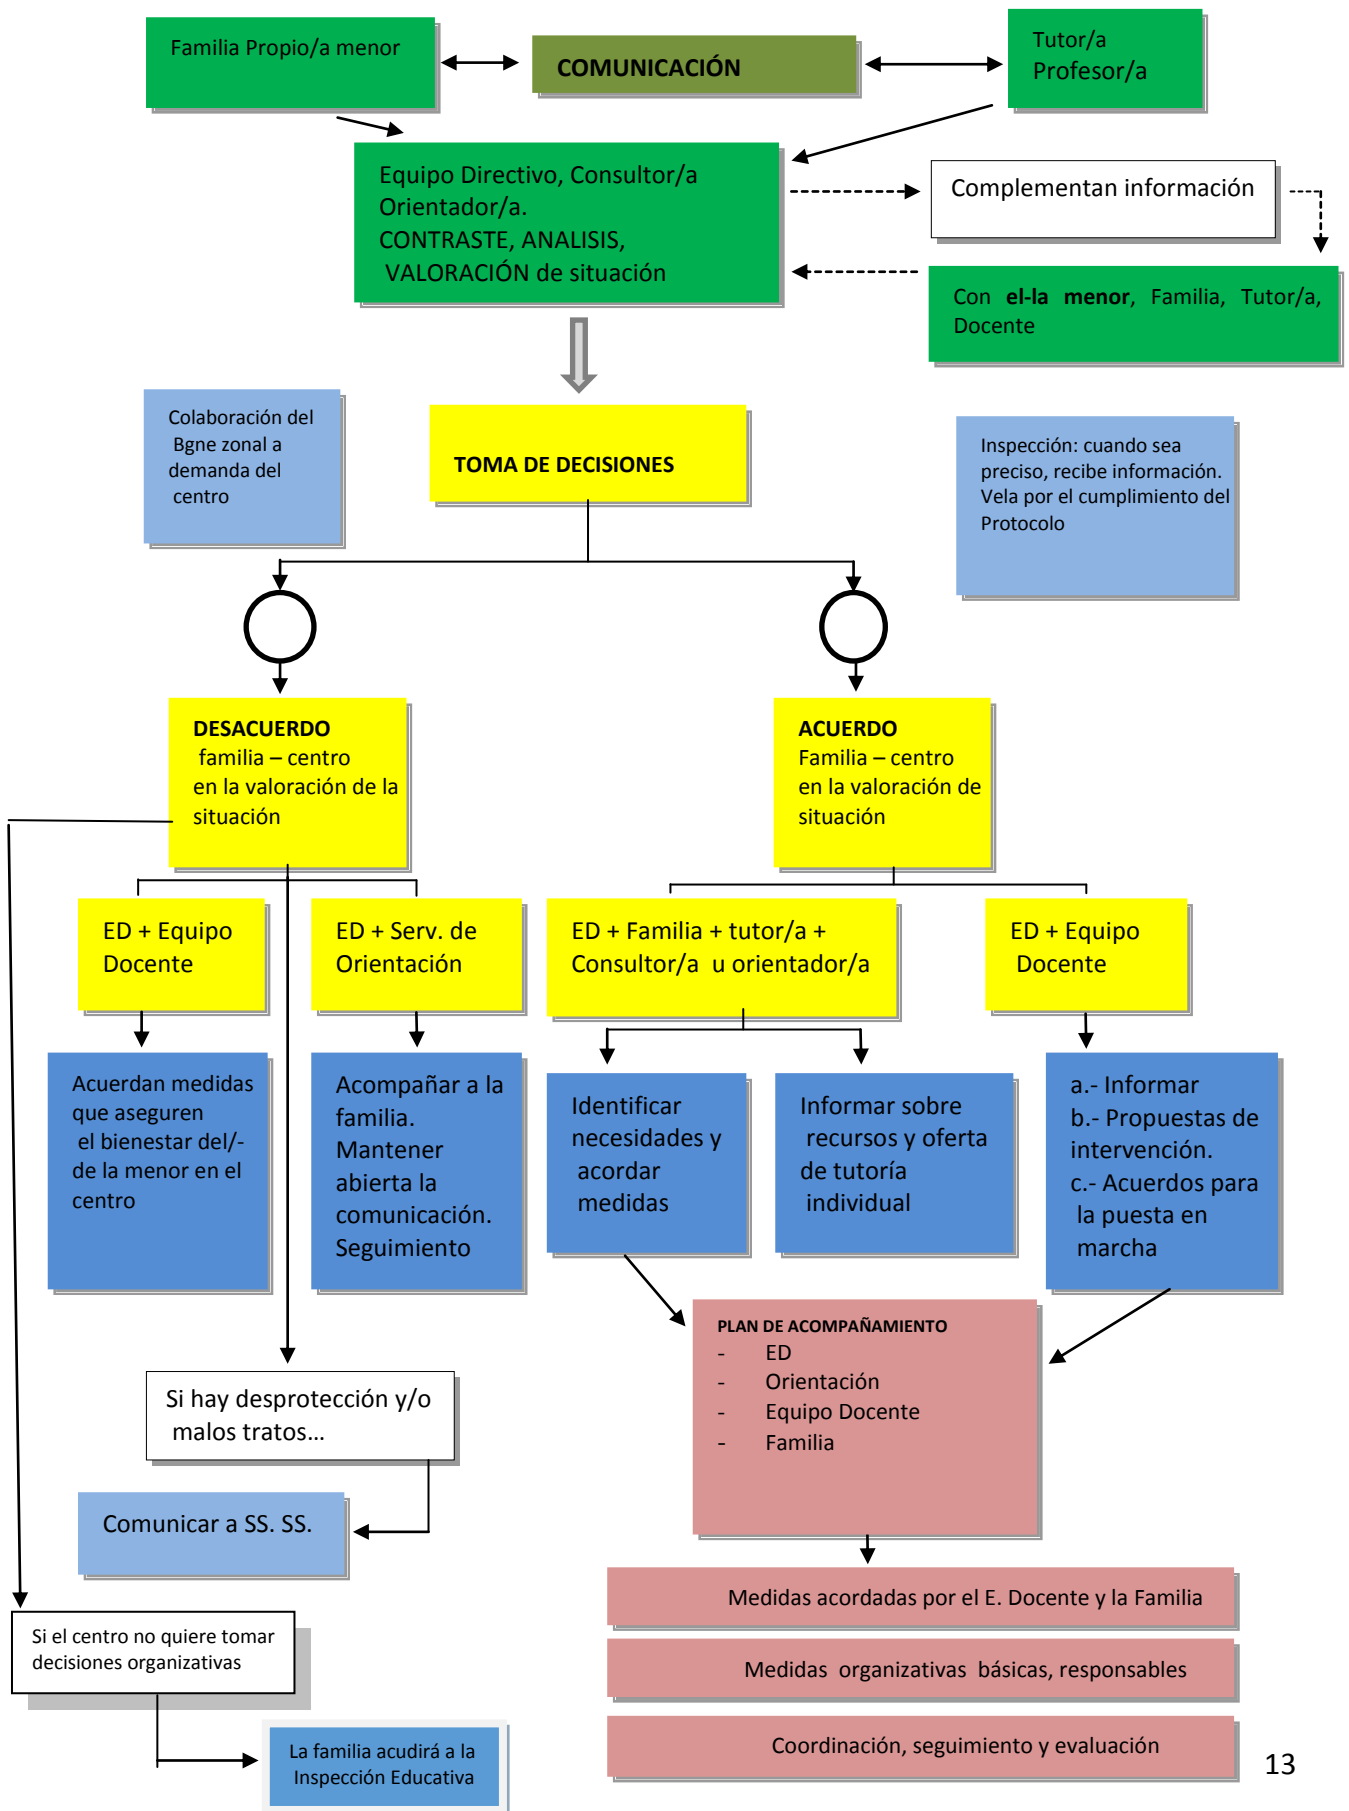 Familia Propio/a menor
COMUNICACIÓN
Tutor/a
Profesor/a
Equipo Directivo, Consultor/a
Orientador/a.
CONTRASTE, ANALISIS,
VALORACIÓN de situación
Complementan información
Con el-la menor, Familia, Tutor/a,
Docente
Colaboración del
Bgne zonal a
demanda del
centro
TOMA DE DECISIONES
Inspección: cuando sea
preciso, recibe información.
Vela por el cumplimiento del
Protocolo
DESACUERDO
familia – centro
en la valoración de la
situación
ACUERDO
Familia – centro
en la valoración de
situación
ED + Equipo
Docente
ED + Serv. de
Orientación
ED + Familia + tutor/a +
Consultor/a u orientador/a
ED + Equipo
Docente
Acuerdan medidas
que aseguren
el bienestar del/-
de la menor en el
centro
Acompañar a la
familia.
Mantener
abierta la
comunicación.
Seguimiento
Identificar
necesidades y
acordar
medidas
Informar sobre
recursos y oferta
de tutoría
individual
a.- Informar
b.- Propuestas de
intervención.
c.- Acuerdos para
la puesta en
marcha
PLAN DE ACOMPAÑAMIENTO
- ED
- Orientación
- Equipo Docente
- Familia
Si hay desprotección y/o
malos tratos…
Comunicar a SS. SS.
Medidas acordadas por el E. Docente y la Familia
Si el centro no quiere tomar
decisiones organizativas
Medidas organizativas básicas, responsables
La familia acudirá a la
Inspección Educativa
Coordinación, seguimiento y evaluación
13